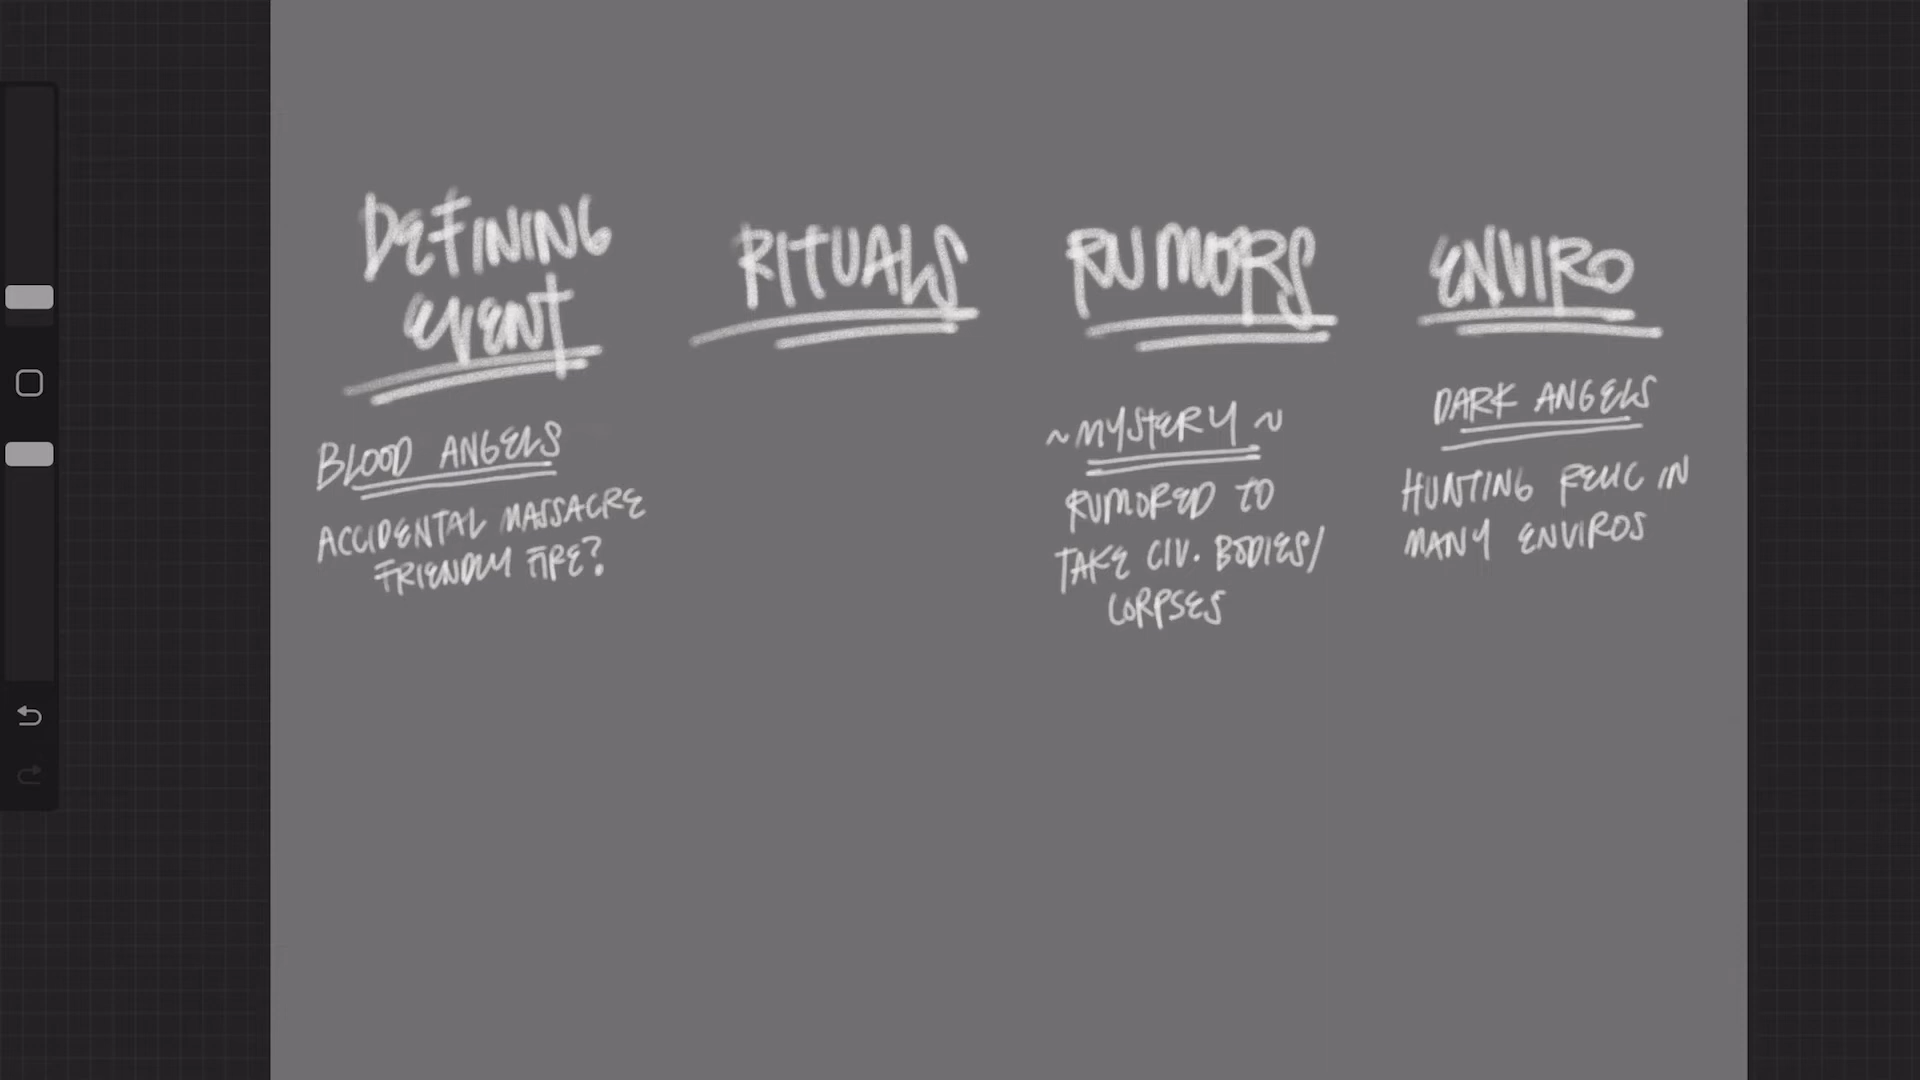 DEFINING
EVENT
BLOOD ANGELS
ACCIDENTAL MASSACRE
FRIENDLY FIRE?
RITUALS
RUMORS
~MYSTERY~
RUMORED TO
TAKE CIV. BODIES/
CORPSES
ENVIRO
DARK ANGELS
HUNTING RELIC IN
MANY ENVIROS